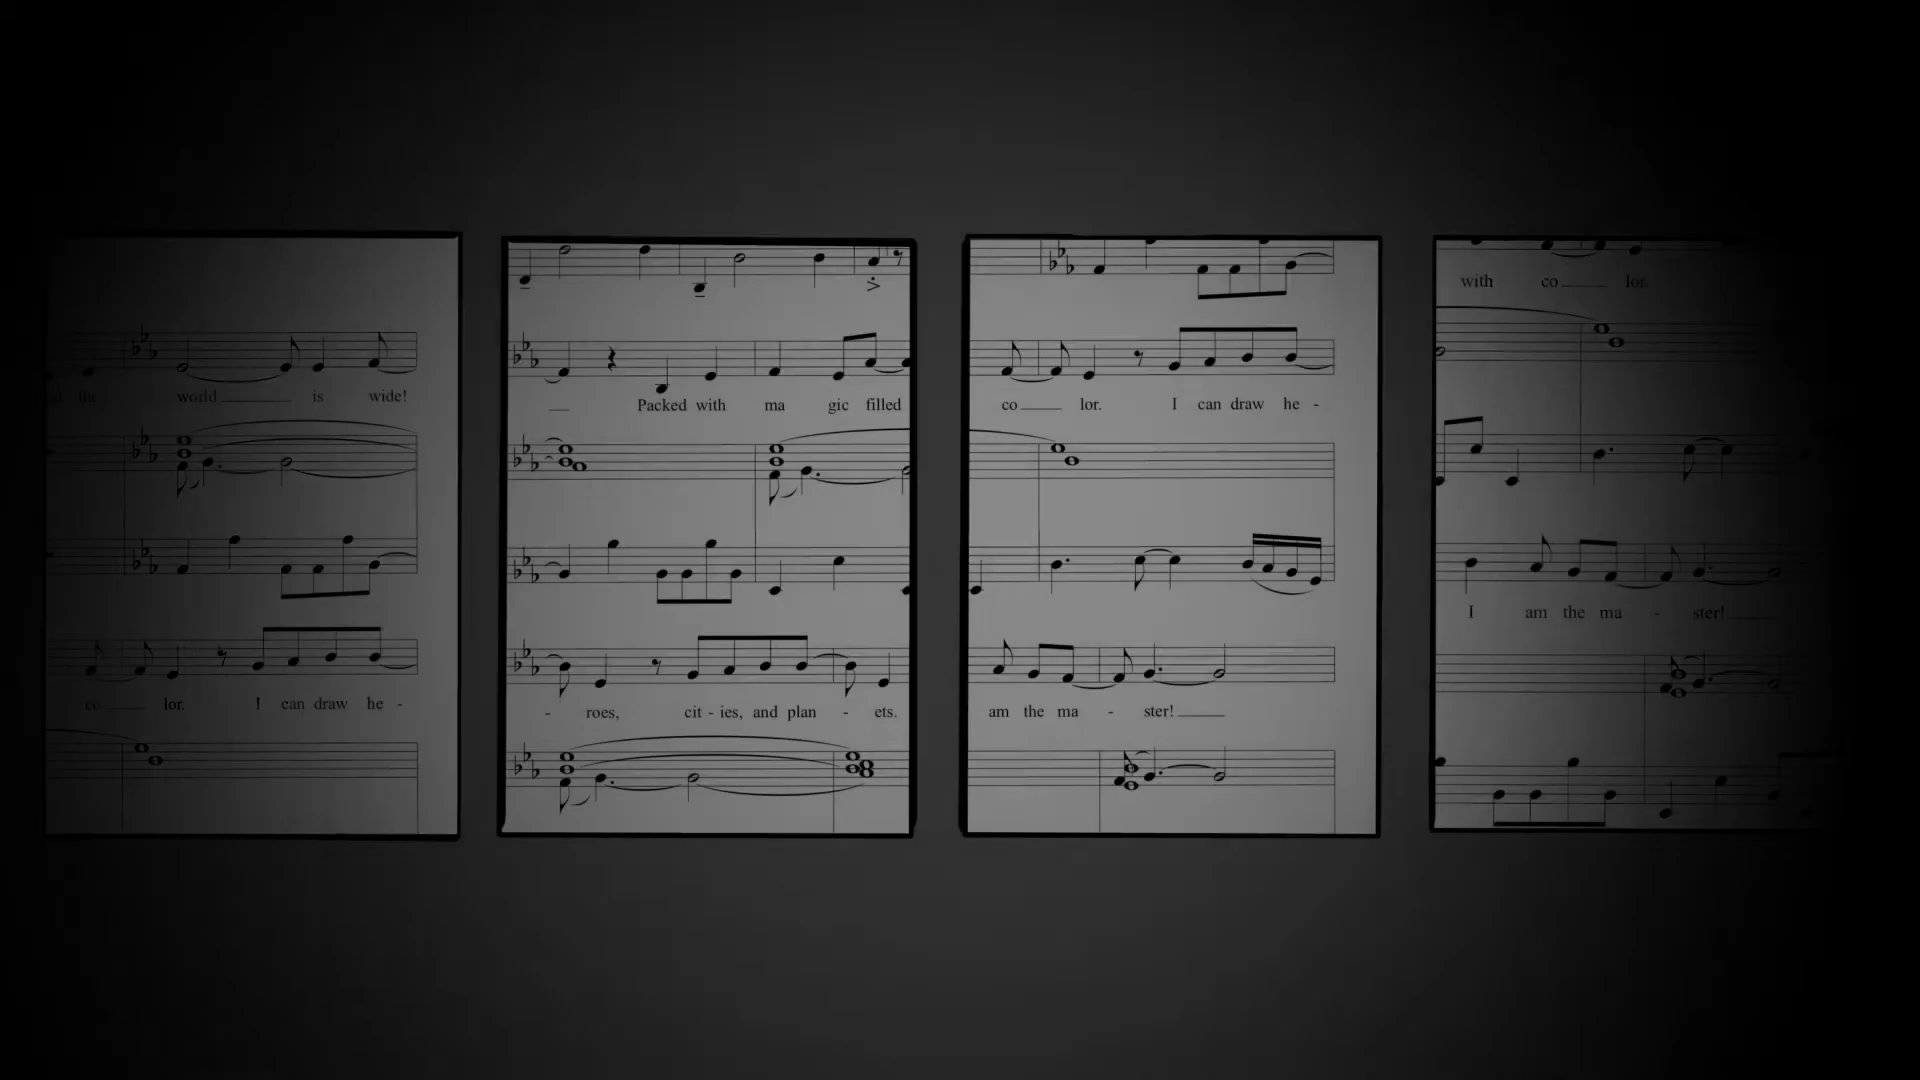 world is wide!
co lor. I can draw he -
Packed with ma gic filled
- roes, cit - ies, and plan - ets.
co lor. I can draw he -
am the ma - ster!
with co lor.
I am the ma - ster!